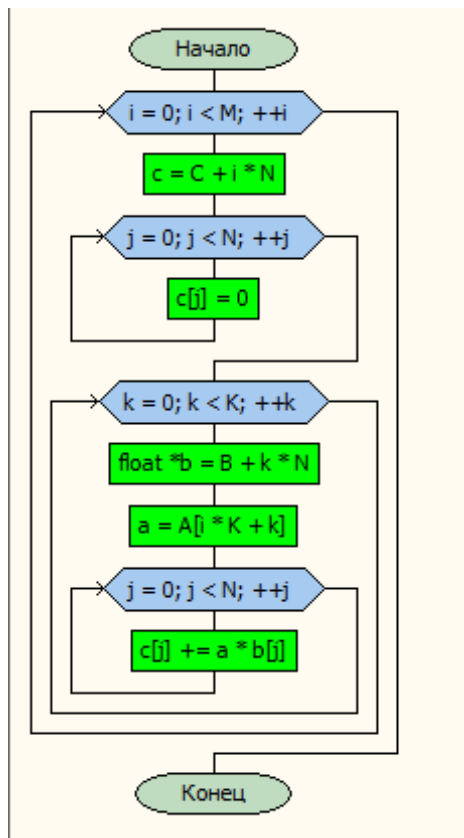 Начало
i = 0; i < M; ++i
c = C + i * N
j = 0; j < N; ++j
c[j] = 0
k = 0; k < K; ++k
float *b = B + k * N
a = A[i * K + k]
j = 0; j < N; ++j
c[j] += a * b[j]
Конец